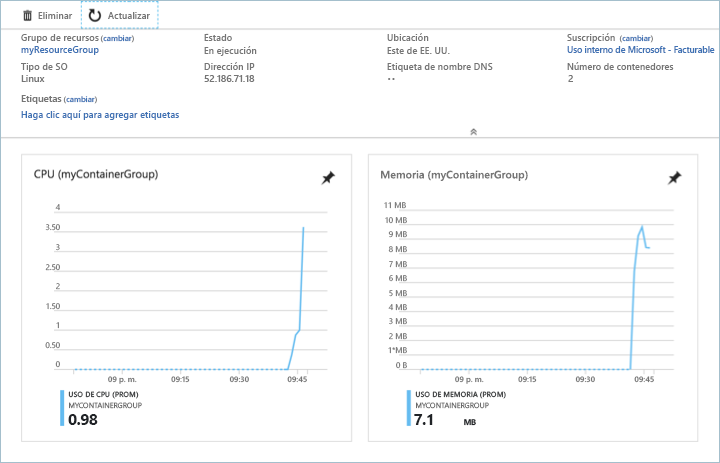 Eliminar Actualizar
Grupo de recursos (cambiar) Estado Ubicación Suscripción (cambiar)
myResourceGroup En ejecución Este de EE. UU. Uso interno de Microsoft - Facturable
Tipo de SO Dirección IP Etiqueta de nombre DNS Número de contenedores
Linux 52.186.71.18 -- 2
Etiquetas (cambiar)
Haga clic aquí para agregar etiquetas
CPU (myContainerGroup)
4
3.50
3
2.50
2
1.50
1
0.50
0
09 p. m. 09:15 09:30 09:45
USO DE CPU (PROM)
MYCONTAINERGROUP
0.98
Memoria (myContainerGroup)
11 MB
10 MB
9 MB
8 MB
7 MB
6 MB
5 MB
4 MB
3 MB
2 MB
1*MB
0 B
09 p. m. 09:15 09:30 09:45
USO DE MEMORIA (PROM)
MYCONTAINERGROUP
7.1 MB